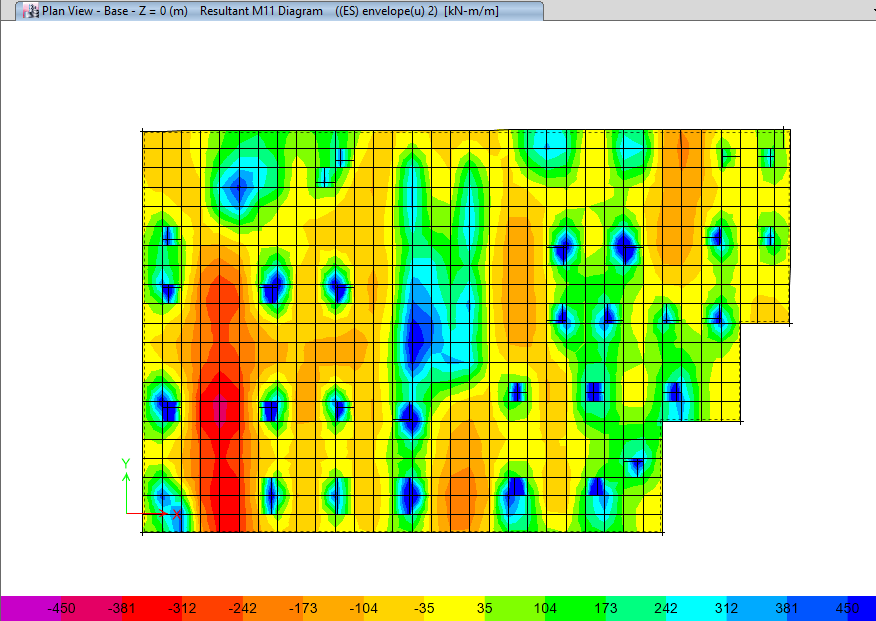 Plan View - Base - Z = 0 (m) Resultant M11 Diagram ((ES) envelope(u) 2) [kN-m/m]
Y
-450 -381 -312 -242 -173 -104 -35 35 104 173 242 312 381 450